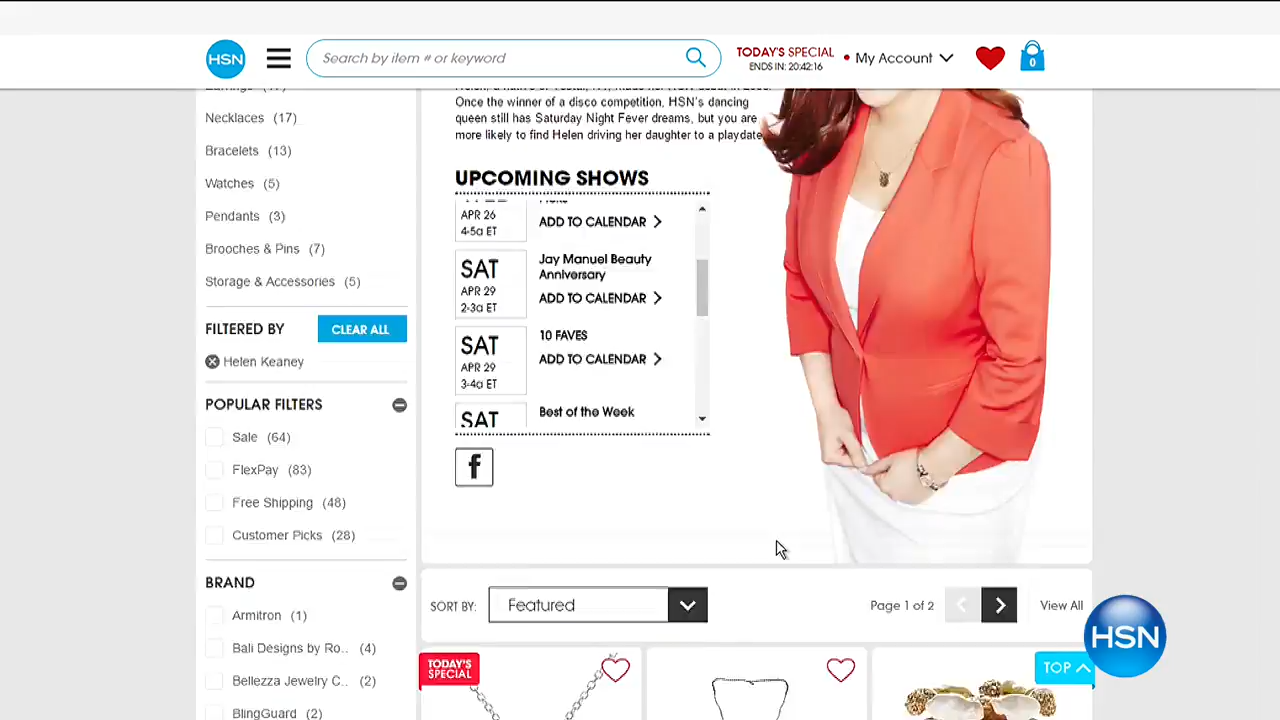 HSN
Search by item # or keyword
TODAY'S SPECIAL
ENDS IN: 20:42:16
My Account
0
Necklaces (17)
Bracelets (13)
Watches (5)
Pendants (3)
Brooches & Pins (7)
Storage & Accessories (5)
FILTERED BY
CLEAR ALL
Helen Keaney
POPULAR FILTERS
Sale (64)
FlexPay (83)
Free Shipping (48)
Customer Picks (28)
BRAND
Armitron (1)
Bali Designs by Ro.. (4)
Bellezza Jewelry C.. (2)
BlingGuard (2)
Once the winner of a disco competition, HSN's dancing
queen still has Saturday Night Fever dreams, but you are
more likely to find Helen driving her daughter to a playdate
UPCOMING SHOWS
APR 26
4-5a ET
ADD TO CALENDAR
SAT
APR 29
2-3a ET
Jay Manuel Beauty
Anniversary
ADD TO CALENDAR
SAT
APR 29
3-4a ET
10 FAVES
ADD TO CALENDAR
SAT
Best of the Week
f
SORT BY:
Featured
Page 1 of 2
View All
HSN
TODAY'S
SPECIAL
TOP